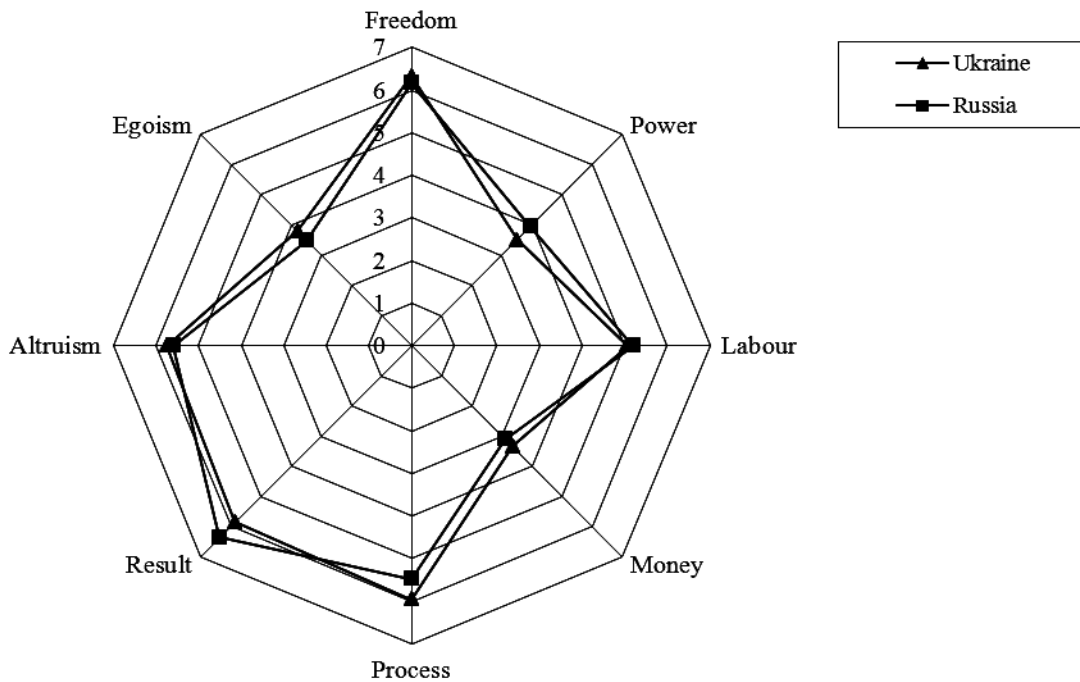 Freedom
7
6
5
4
3
2
1
0
Egoism
Power
Altruism
Labour
Result
Money
Process
Ukraine
Russia